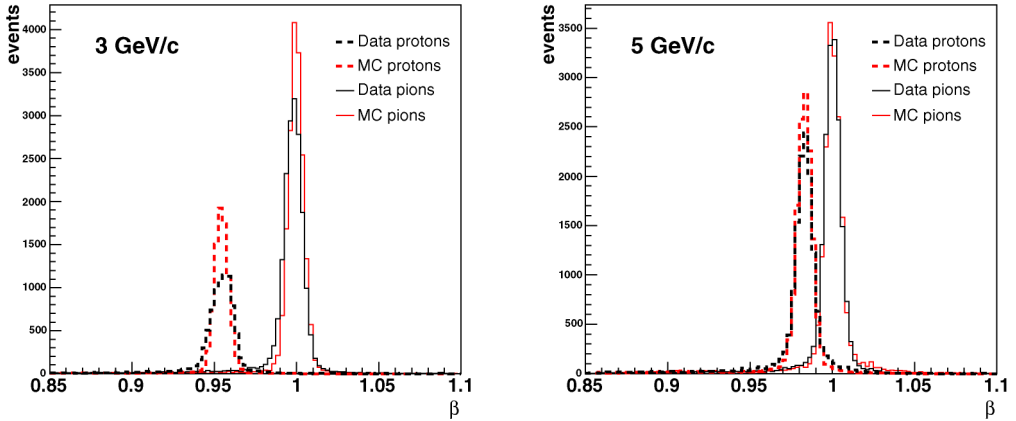 events
3 GeV/c
Data protons
MC protons
Data pions
MC pions
4000
3500
3000
2500
2000
1500
1000
500
0
0.85 0.9 0.95 1 1.05 1.1
β
events
5 GeV/c
Data protons
MC protons
Data pions
MC pions
3500
3000
2500
2000
1500
1000
500
0
0.85 0.9 0.95 1 1.05 1.1
β